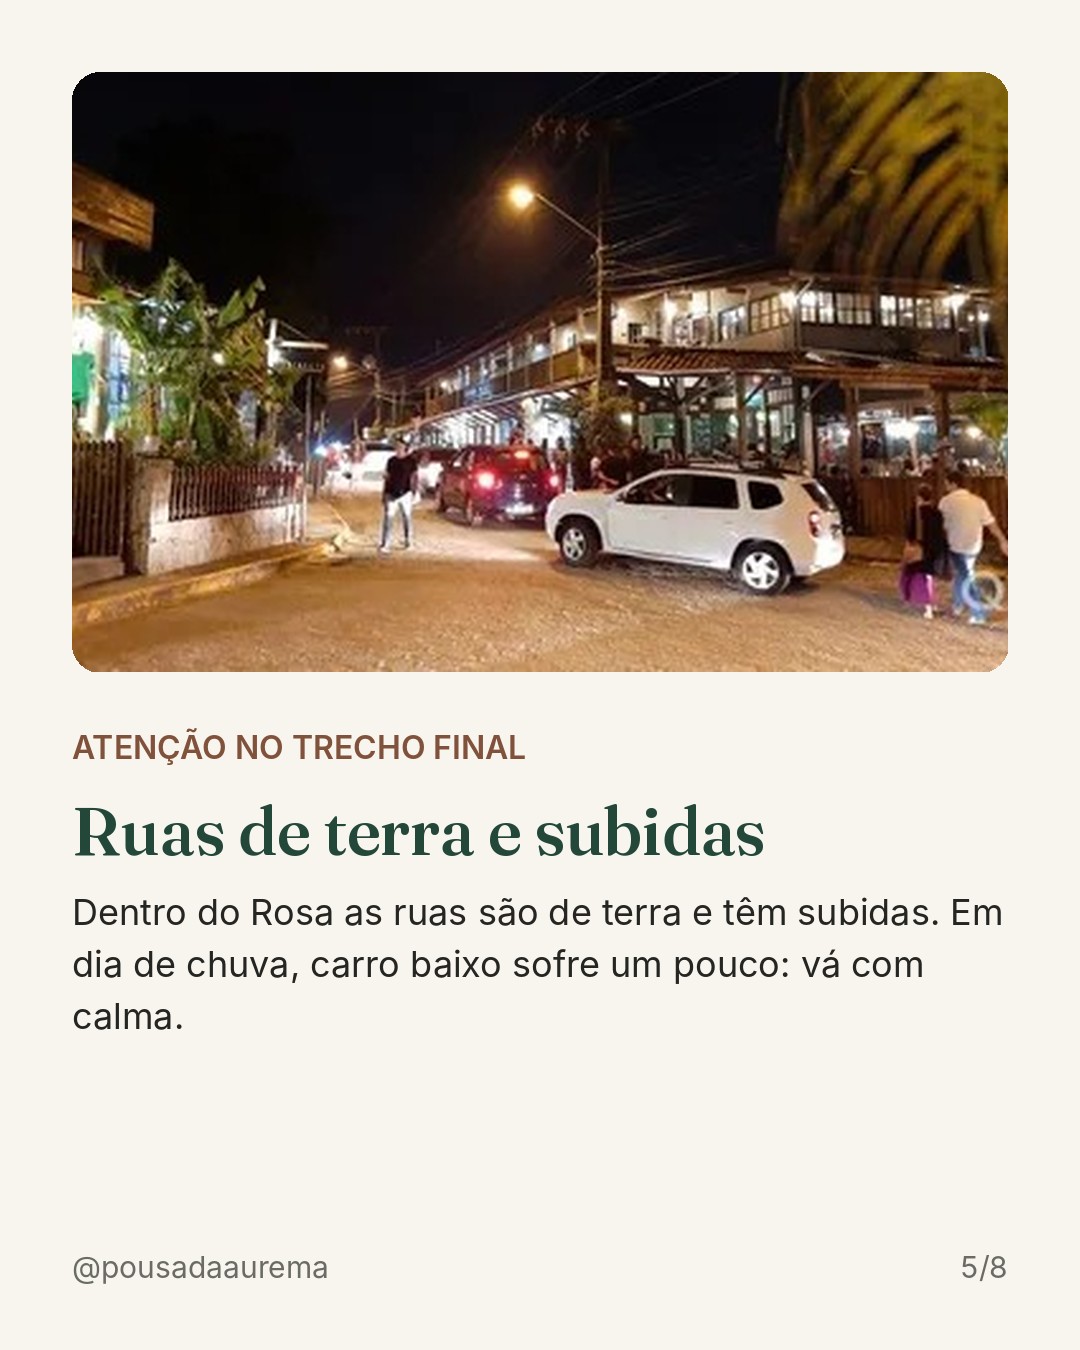 ATENÇÃO NO TRECHO FINAL
Ruas de terra e subidas
Dentro do Rosa as ruas são de terra e têm subidas. Em
dia de chuva, carro baixo sofre um pouco: vá com
calma.
@pousadaaurema
5/8